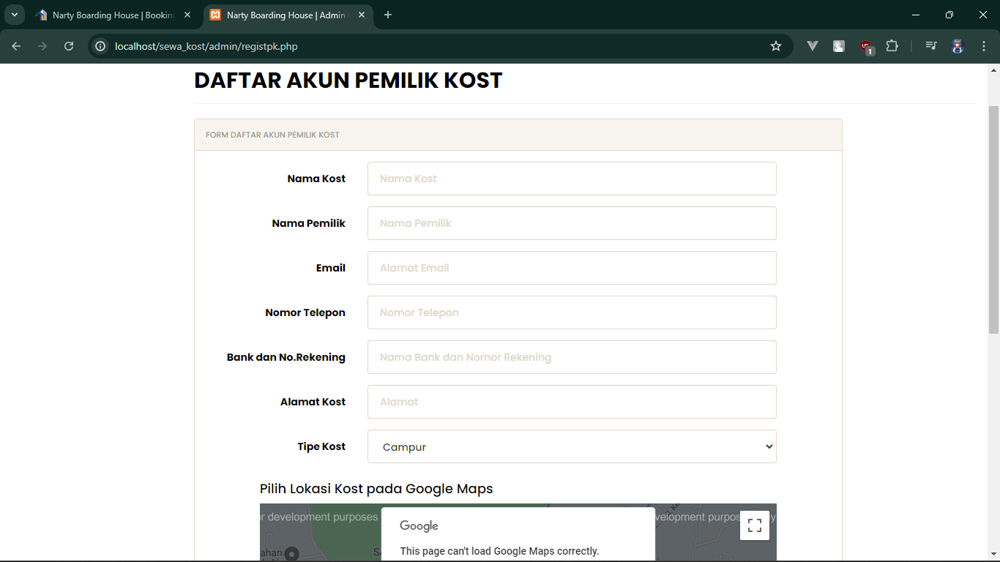 Narty Boarding House | Booking
Narty Boarding House | Admin
localhost/sewa_kost/admin/registpk.php
1
DAFTAR AKUN PEMILIK KOST
FORM DAFTAR AKUN PEMILIK KOST
Nama Kost
Nama Kost
Nama Pemilik
Nama Pemilik
Email
Alamat Email
Nomor Telepon
Nomor Telepon
Bank dan No.Rekening
Nama Bank dan Nomor Rekening
Alamat Kost
Alamat
Tipe Kost
Campur
Pilih Lokasi Kost pada Google Maps
r development purposes
velopment purpos
Google
This page can't load Google Maps correctly.
ahan